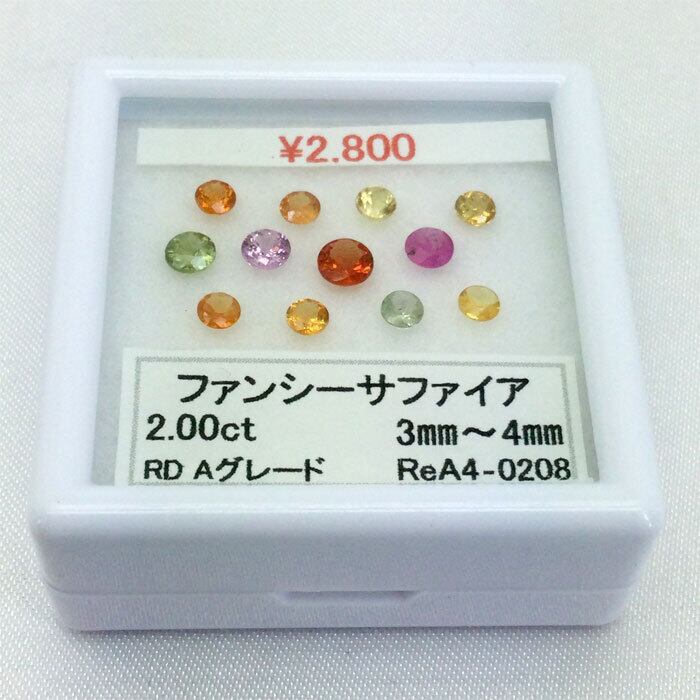 ¥2.800
ファンシーサファイア
2.00ct 3mm～4mm
RD Aグレード ReA4-0208